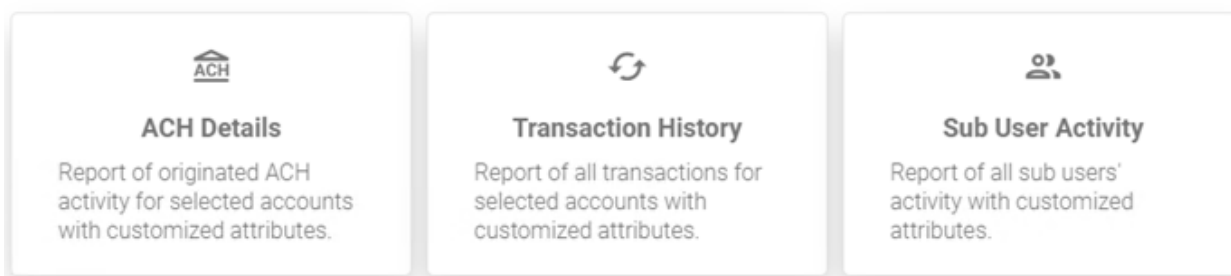 ACH
ACH Details
Report of originated ACH
activity for selected accounts
with customized attributes.
Transaction History
Report of all transactions for
selected accounts with
customized attributes.
Sub User Activity
Report of all sub users'
activity with customized
attributes.